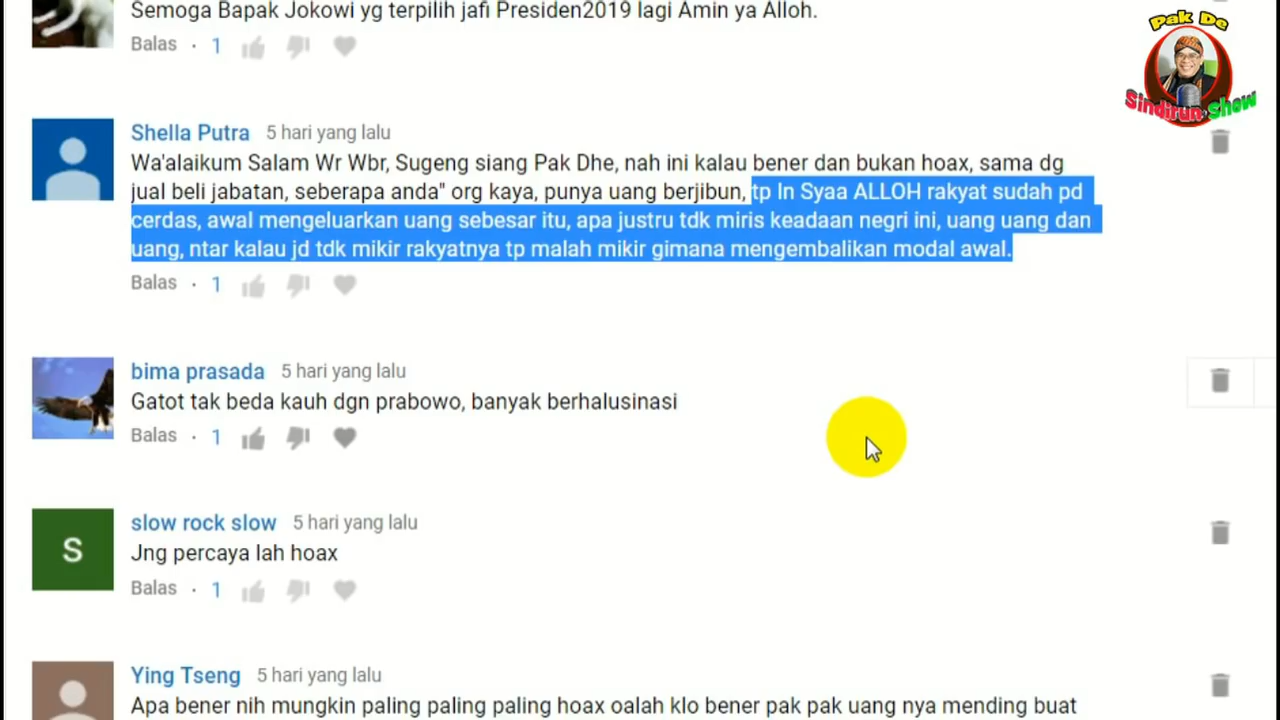 Semoga Bapak Jokowi yg terpilih jafi Presiden2019 lagi Amin ya Alloh.
Balas · 1
Pak De
Sindirun Show
Shella Putra 5 hari yang lalu
Wa'alaikum Salam Wr Wbr, Sugeng siang Pak Dhe, nah ini kalau bener dan bukan hoax, sama dg
jual beli jabatan, seberapa anda" org kaya, punya uang berjibun, tp In Syaa ALLOH rakyat sudah pd
cerdas, awal mengeluarkan uang sebesar itu, apa justru tdk miris keadaan negri ini, uang uang dan
uang, ntar kalau jd tdk mikir rakyatnya tp malah mikir gimana mengembalikan modal awal.
Balas · 1
bima prasada 5 hari yang lalu
Gatot tak beda kauh dgn prabowo, banyak berhalusinasi
Balas · 1
slow rock slow 5 hari yang lalu
S
Jng percaya lah hoax
Balas · 1
Ying Tseng 5 hari yang lalu
Apa bener nih mungkin paling paling paling hoax oalah klo bener pak pak uang nya mending buat